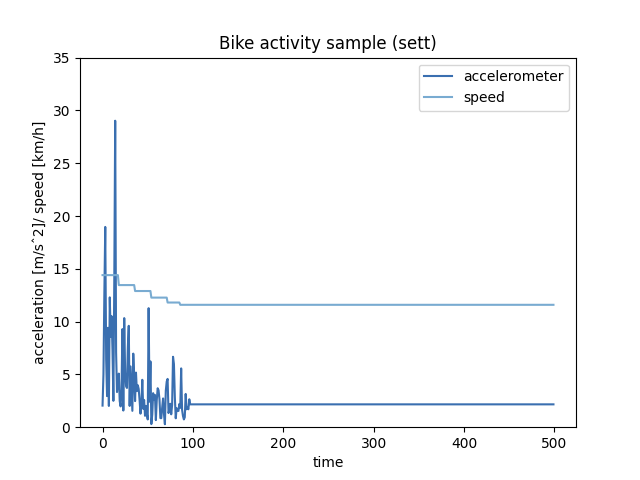 Bike activity sample (sett)
accelerometer
speed
35
30
25
20
15
10
5
0
acceleration [m/s^2]/ speed [km/h]
0 100 200 300 400 500
time